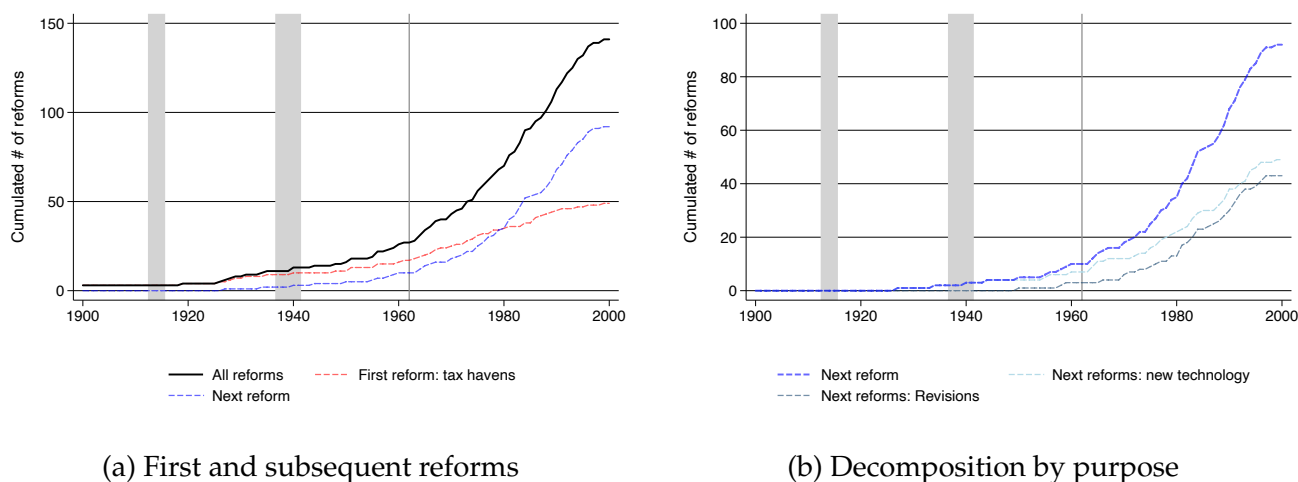 150
100
50
0
Cumulated # of reforms
1900 1920 1940 1960 1980 2000
All reforms First reform: tax havens
Next reform
(a) First and subsequent reforms
100
80
60
40
20
0
Cumulated # of reforms
1900 1920 1940 1960 1980 2000
Next reform Next reforms: new technology
Next reforms: Revisions
(b) Decomposition by purpose